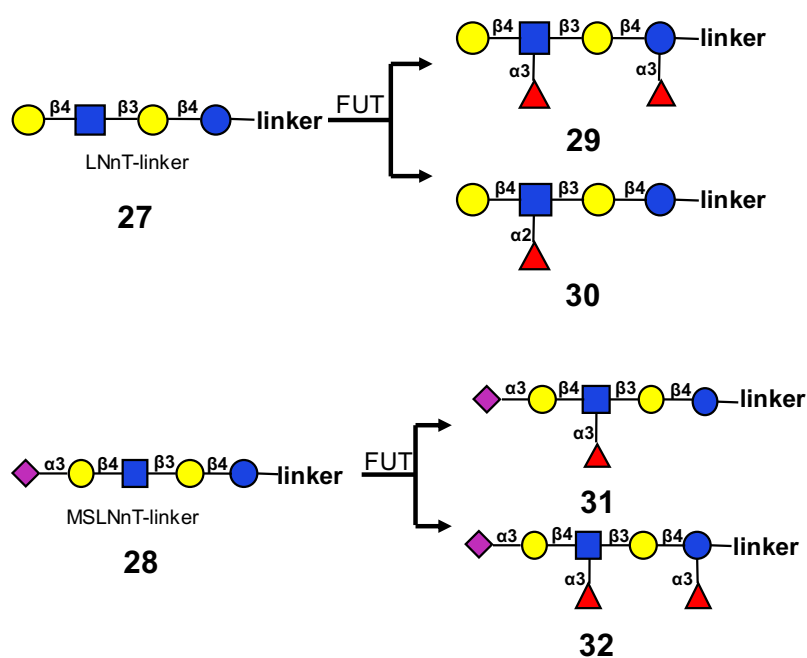 β4 β3 β4 linker
α3 α3
29
β4 β3 β4 linker
FUT
LNnT-linker
27
β4 β3 β4 linker
α2
30
α3 β4 β3 β4 linker
α3
31
α3 β4 β3 β4 linker
FUT
MSLNnT-linker
28
α3 β4 β3 β4 linker
α3 α3
32